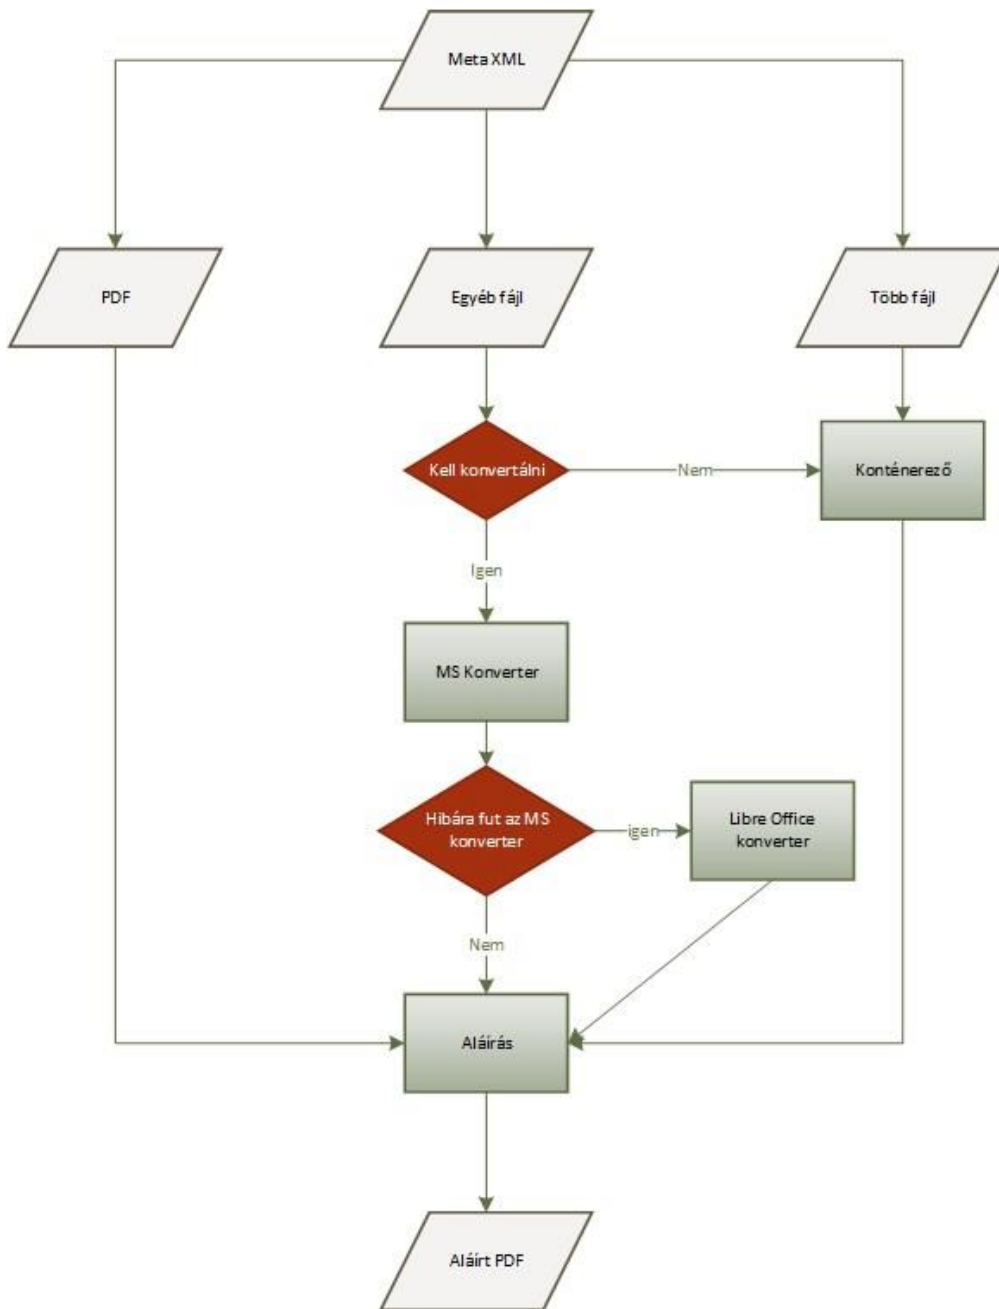 Meta XML
PDF
Egyéb fájl
Több fájl
Kell konvertálni
Nem
Konténerező
Igen
MS Konverter
Hibára fut az MS
konverter
igen
Libre Office
konverter
Nem
Aláírás
Aláírt PDF